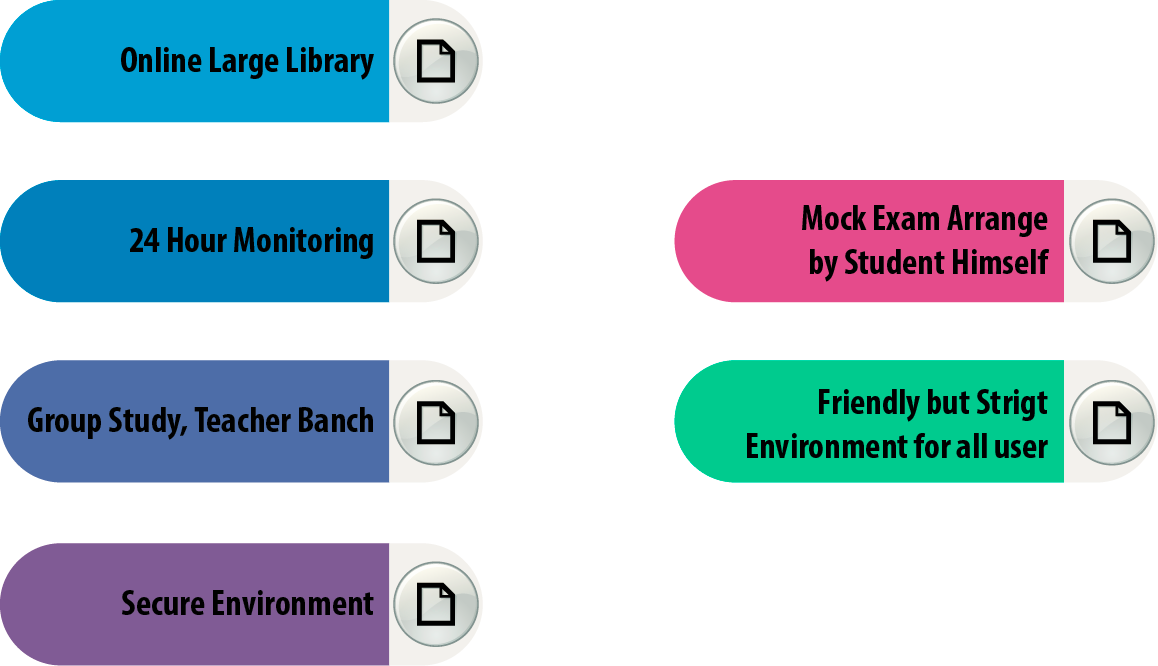 Online Large Library
24 Hour Monitoring
Group Study, Teacher Banch
Secure Environment
Mock Exam Arrange
by Student Himself
Friendly but Strigt
Environment for all user